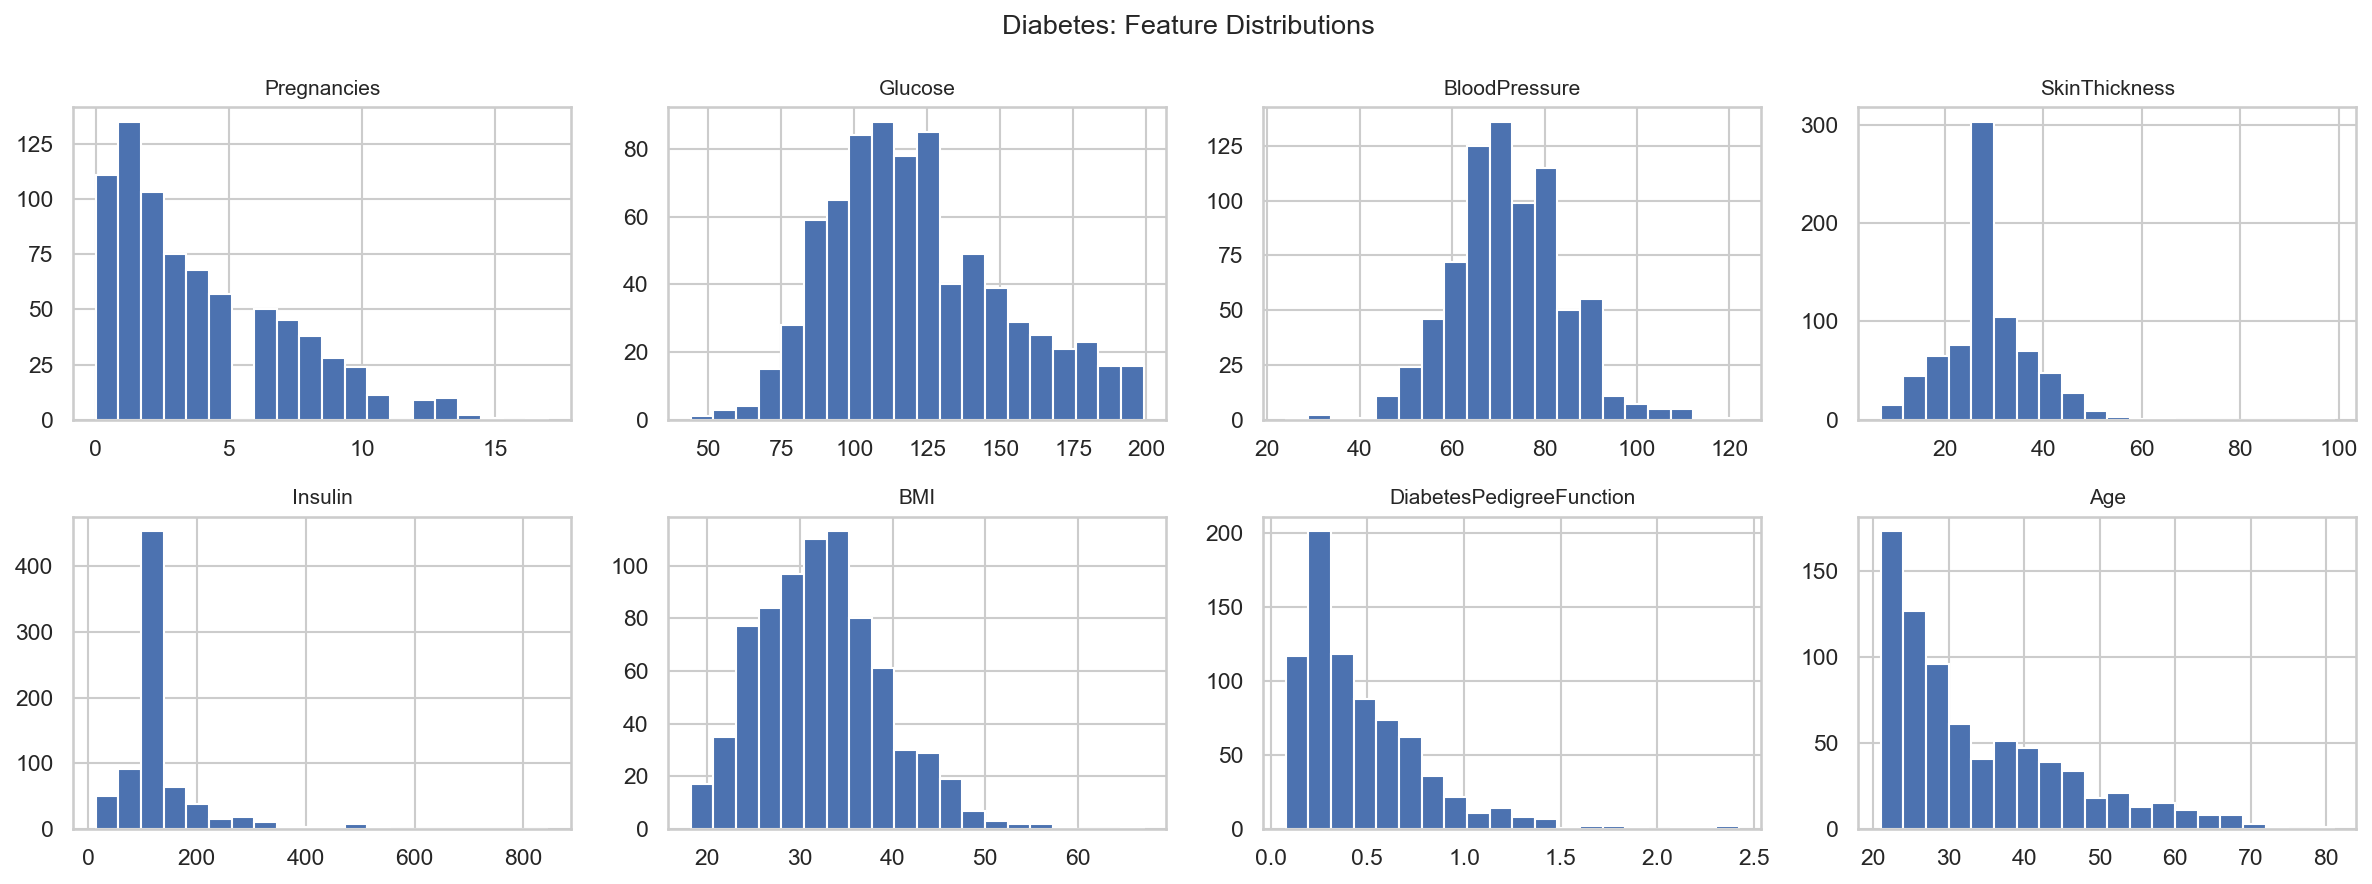 Diabetes: Feature Distributions
Pregnancies
125
100
75
50
25
0
0 5 10 15
Glucose
80
60
40
20
0
50 75 100 125 150 175 200
BloodPressure
125
100
75
50
25
0
20 40 60 80 100 120
SkinThickness
300
200
100
0
20 40 60 80 100
Insulin
400
300
200
100
0
0 200 400 600 800
BMI
100
80
60
40
20
0
20 30 40 50 60
DiabetesPedigreeFunction
200
150
100
50
0
0.0 0.5 1.0 1.5 2.0 2.5
Age
150
100
50
0
20 30 40 50 60 70 80